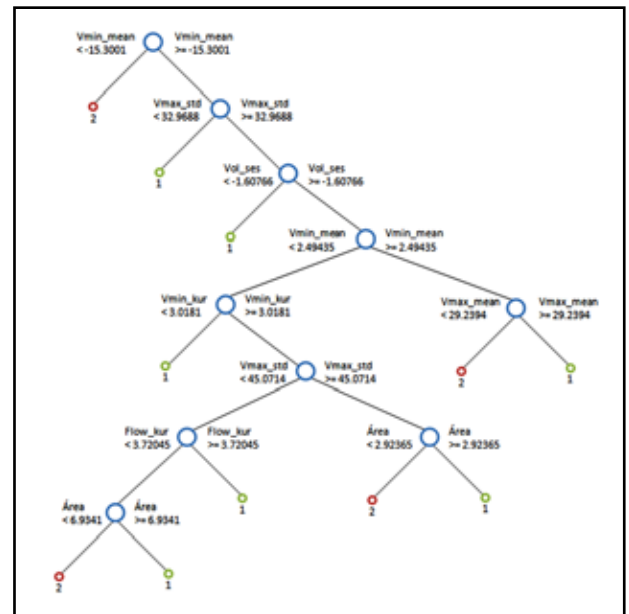 Vmin_mean Vmin_mean
< -15.3001 >= -15.3001
2
Vmax_std Vmax_std
< 32.9688 >= 32.9688
1
Vol_ses Vol_ses
< -1.60766 >= -1.60766
1
Vmin_mean Vmin_mean
< 2.49435 >= 2.49435
Vmin_kur Vmin_kur
< 3.0181 >= 3.0181
Vmax_mean Vmax_mean
< 29.2394 >= 29.2394
1
2
1
Vmax_std Vmax_std
< 45.0714 >= 45.0714
Flow_kur Flow_kur
< 3.72045 >= 3.72045
Área Área
< 2.92365 >= 2.92365
1
2
1
Área Área
< 6.9341 >= 6.9341
2
1